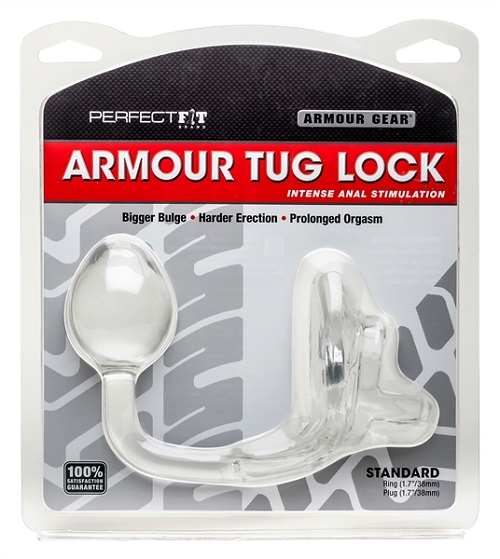 PERFECT FIT
BRAND
ARMOUR GEAR®
ARMOUR TUG LOCK
INTENSE ANAL STIMULATION
Bigger Bulge • Harder Erection • Prolonged Orgasm
100%
SATISFACTION
GUARANTEE
STANDARD
Ring (1.7"/38mm)
Plug (1.7"/38mm)